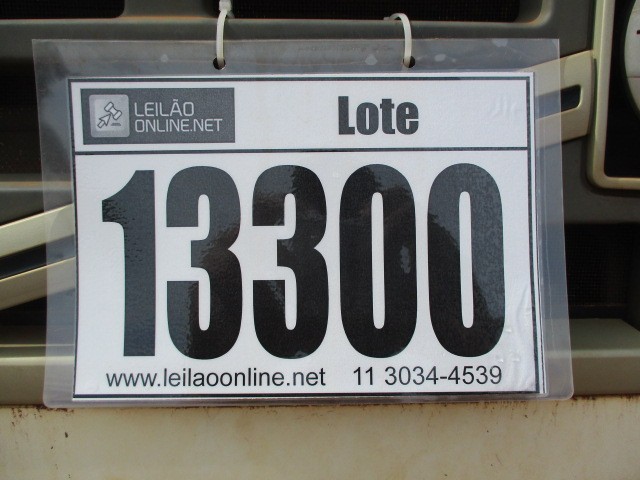 LEILÃO
ONLINE.NET
Lote
13300
www.leilaoonline.net 11 3034-4539